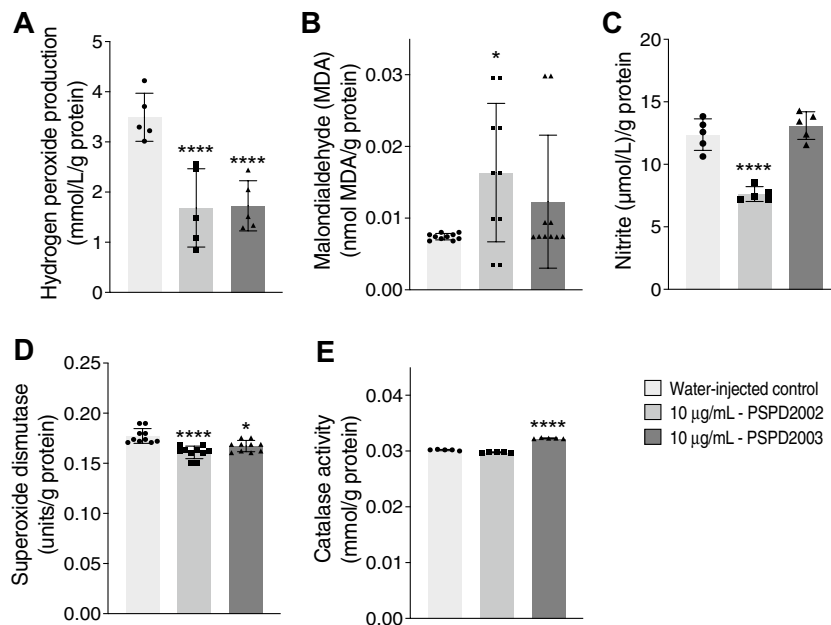 A
Hydrogen peroxide production
(mmol/L/g protein)
5
4
3
2
1
0
****
****
B
Malondialdehyde (MDA)
(nmol MDA/g protein)
0.03
0.02
0.01
0.00
*
C
Nitrite (μmol/L)/g protein
20
15
10
5
0
****
D
Superoxide dismutase
(units/g protein)
0.25
0.20
0.15
0.10
0.05
0.00
****
*
E
Catalase activity
(mmol/g protein)
0.04
0.03
0.03
0.01
0.00
****
Water-injected control
10 μg/mL - PSPD2002
10 μg/mL - PSPD2003